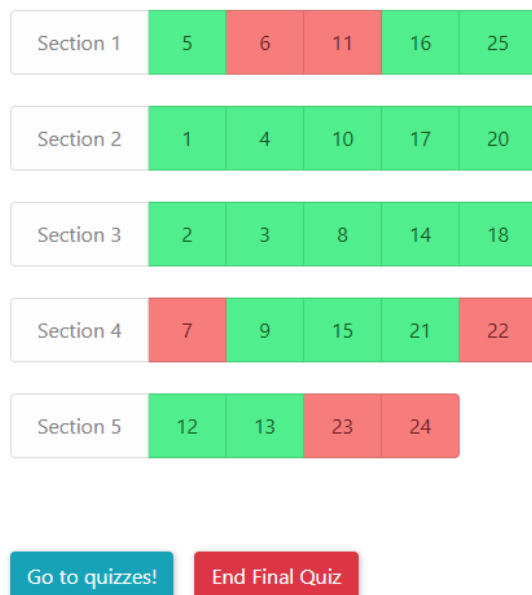 Section 1 5 6 11 16 25
Section 2 1 4 10 17 20
Section 3 2 3 8 14 18
Section 4 7 9 15 21 22
Section 5 12 13 23 24
Go to quizzes! End Final Quiz